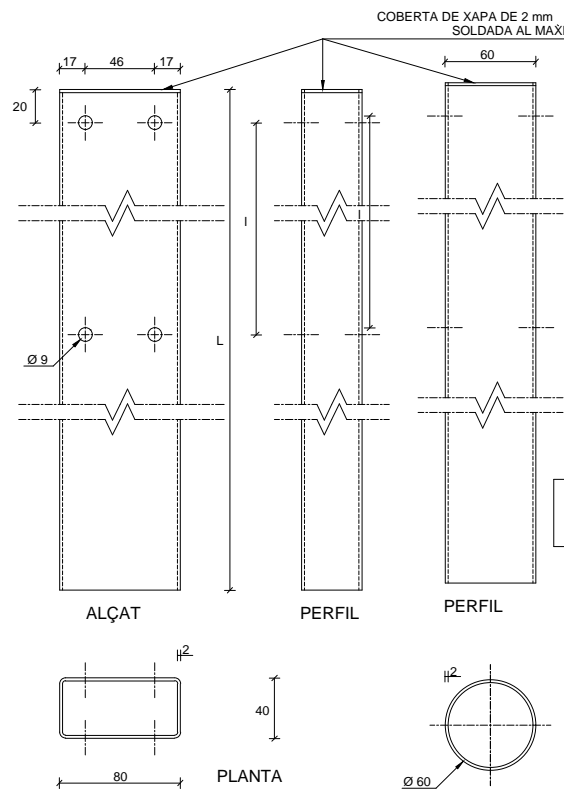 COBERTA DE XAPA DE 2 mm
SOLDADA AL
17 46 17
60
20
l
l
L
Ø 9
ALÇAT
PERFIL
PERFIL
2
2
40
80
PLANTA
Ø 60